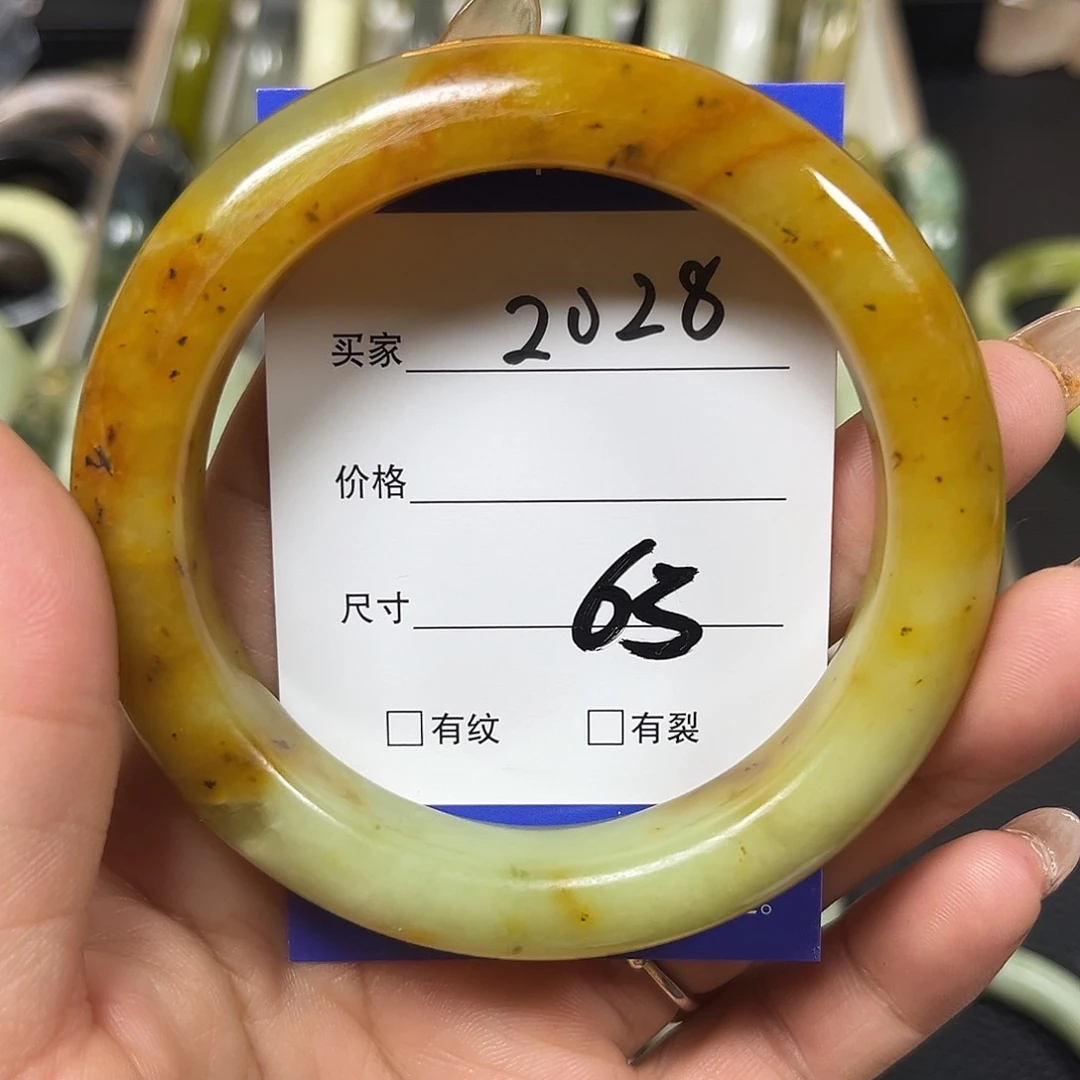 买家 2028
价格
尺寸 65
□有纹 □有裂